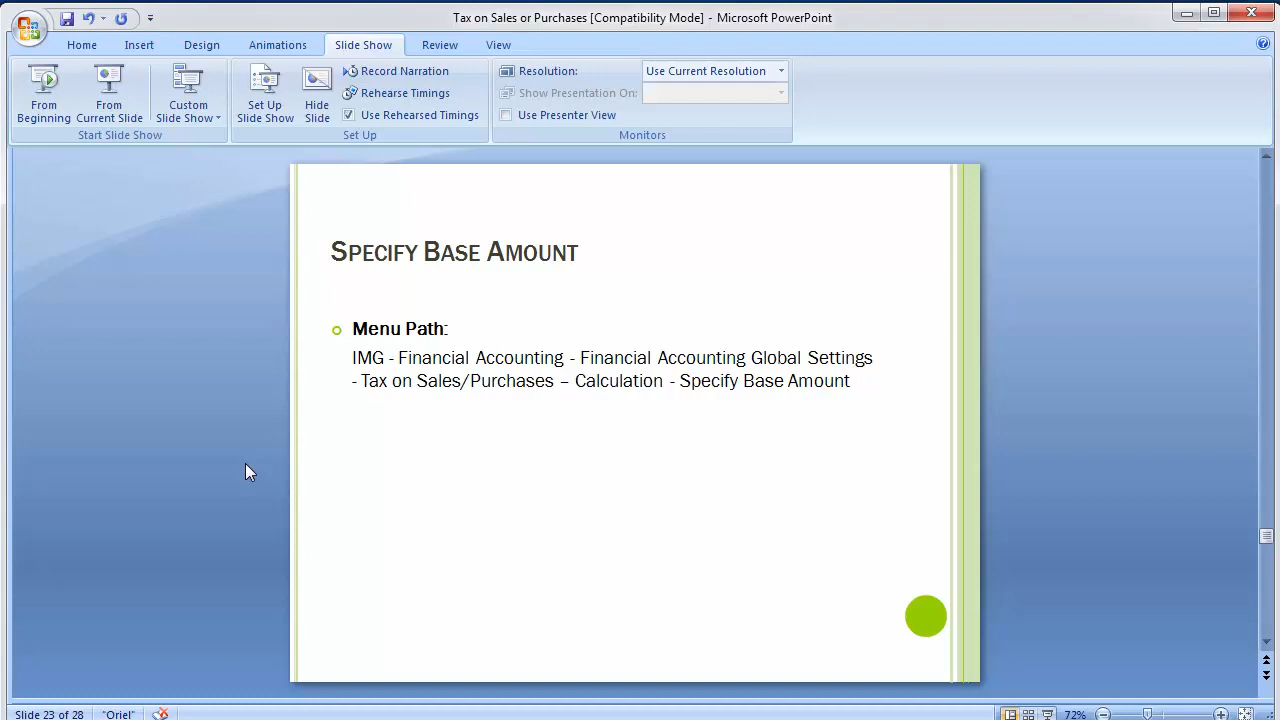 Tax on Sales or Purchases [Compatibility Mode] - Microsoft PowerPoint
Home Insert Design Animations Slide Show Review View
From Beginning
From Current Slide
Custom Slide Show
Start Slide Show
Set Up Slide Show
Hide Slide
Record Narration
Rehearse Timings
Use Rehearsed Timings
Set Up
Resolution: Use Current Resolution
Show Presentation On:
Use Presenter View
Monitors
SPECIFY BASE AMOUNT
Menu Path:
IMG - Financial Accounting - Financial Accounting Global Settings
- Tax on Sales/Purchases – Calculation - Specify Base Amount
Slide 23 of 28 "Oriel" 72%